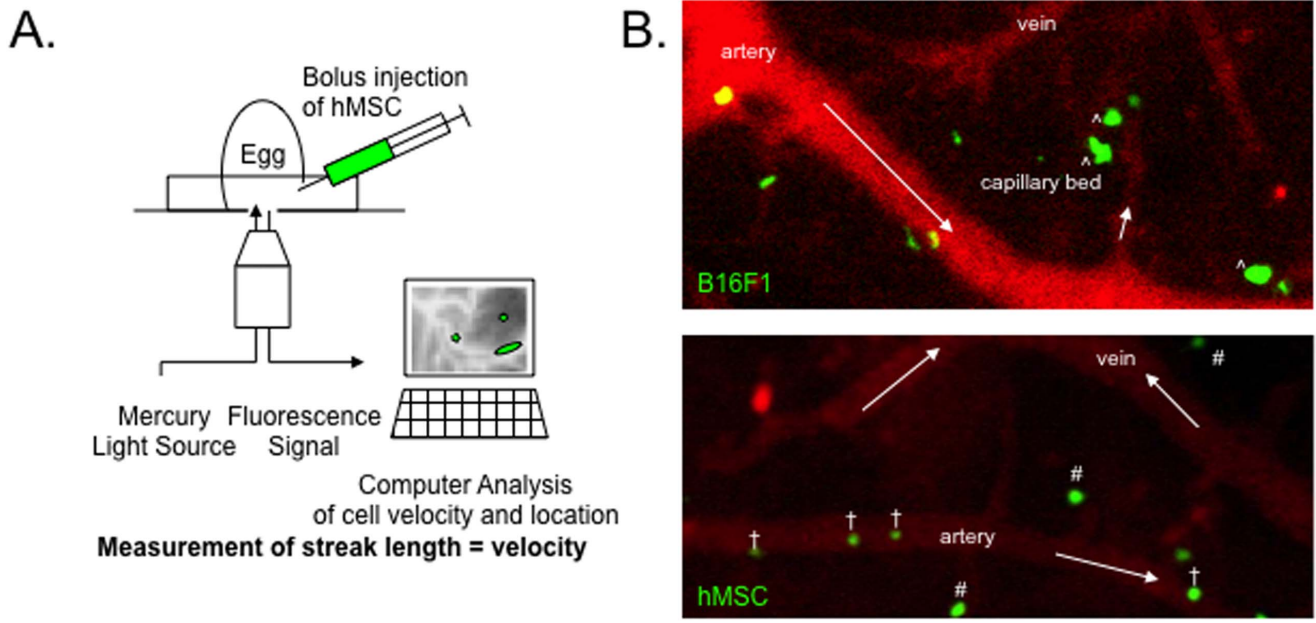 A.
Bolus injection
of hMSC
Egg
Mercury
Light Source
Fluorescence
Signal
Computer Analysis
of cell velocity and location
Measurement of streak length = velocity
B.
vein
artery
^
^
capillary bed
^
B16F1
vein
#
#
†
†
†
artery
†
#
hMSC